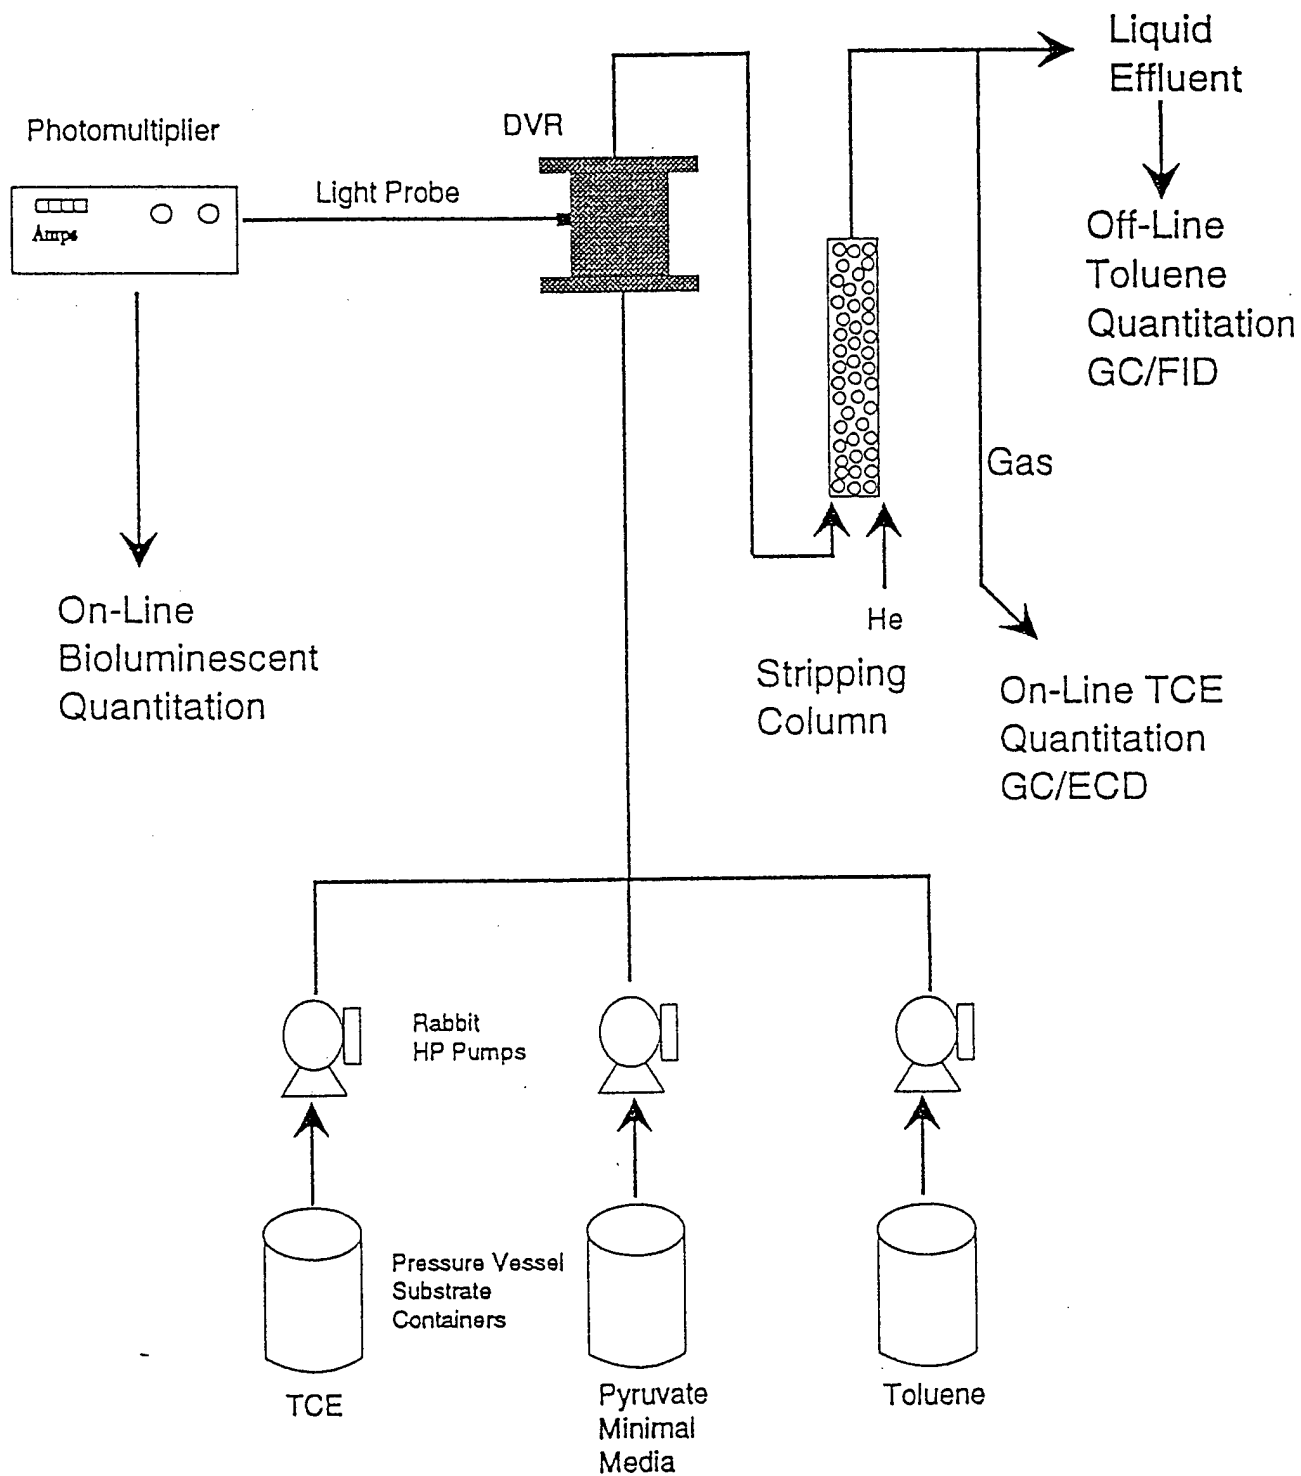 Liquid
Effluent
Photomultiplier
DVR
Light Probe
Amps
Off-Line
Toluene
Quantitation
GC/FID
Gas
On-Line
Bioluminescent
Quantitation
He
Stripping
Column
On-Line TCE
Quantitation
GC/ECD
Rabbit
HP Pumps
Pressure Vessel
Substrate
Containers
TCE
Pyruvate
Minimal
Media
Toluene